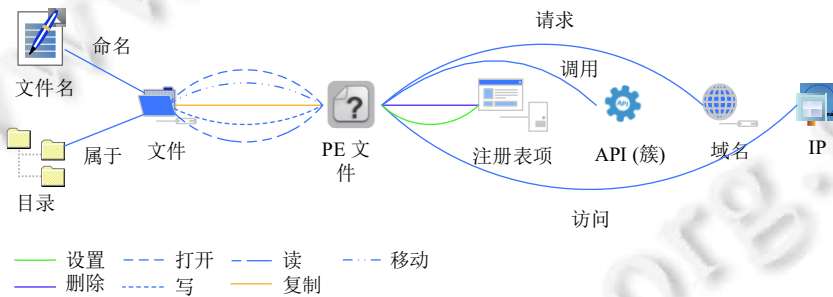 请求
命名
调用
文件名
API
属于
文件
PE 文
件
注册表项
API (簇)
域名
IP
目录
访问
设置 打开 读 移动
删除 写 复制